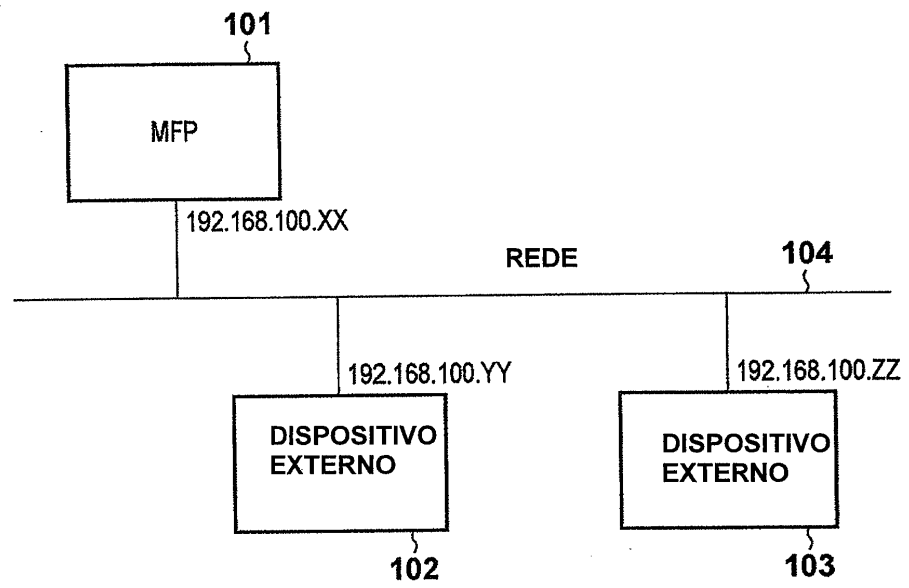 101
MFP
192.168.100.XX
REDE
104
192.168.100.YY
192.168.100.ZZ
DISPOSITIVO
EXTERNO
DISPOSITIVO
EXTERNO
102
103